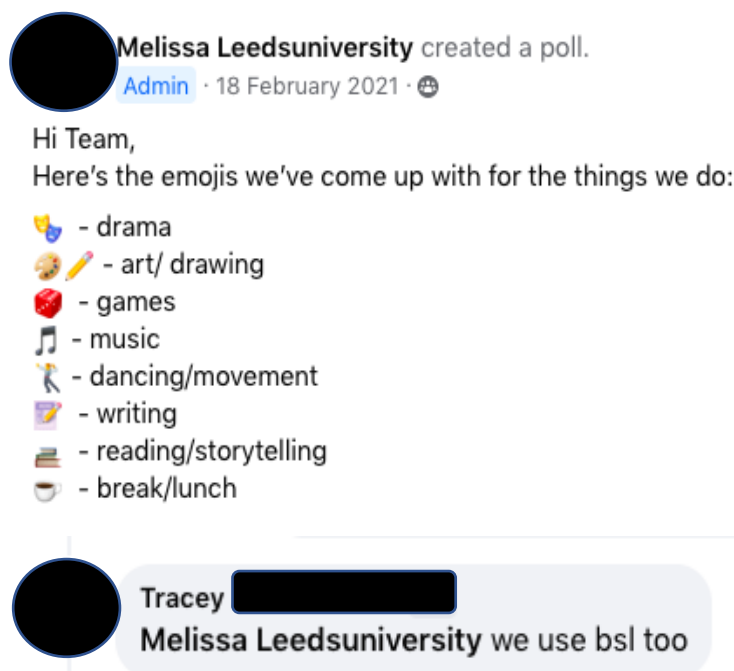 Melissa Leedsuniversity created a poll.
Admin · 18 February 2021 ·
Hi Team,
Here's the emojis we've come up with for the things we do:
🎭 - drama
🎨✏️ - art/ drawing
🎲 - games
🎵 - music
🕺 - dancing/movement
📝 - writing
📚 - reading/storytelling
☕ - break/lunch
Tracey
Melissa Leedsuniversity we use bsl too